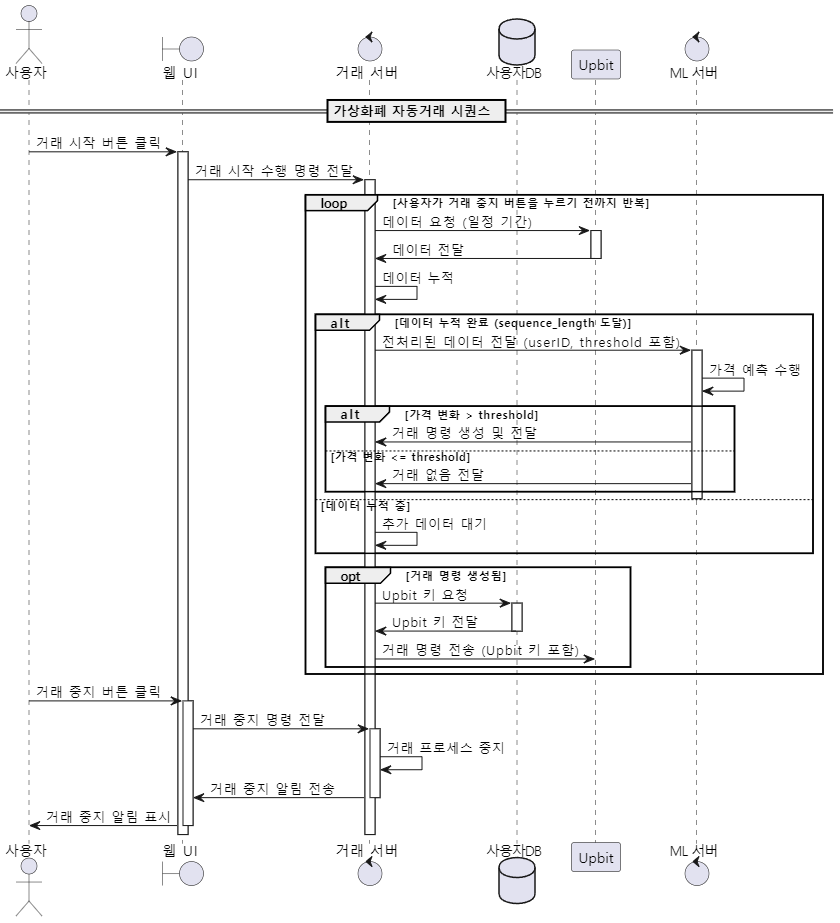 사용자
웹 UI
거래 서버
사용자DB
Upbit
ML 서버
가상화폐 자동거래 시퀀스
거래 시작 버튼 클릭
거래 시작 수행 명령 전달
loop
[사용자가 거래 중지 버튼을 누르기 전까지 반복]
데이터 요청 (일정 기간)
데이터 전달
데이터 누적
alt
[데이터 누적 완료 (sequence_length 도달)]
전처리된 데이터 전달 (userID, threshold 포함)
가격 예측 수행
alt
[가격 변화 > threshold]
거래 명령 생성 및 전달
[가격 변화 <= threshold]
거래 없음 전달
[데이터 누적 중]
추가 데이터 대기
opt
[거래 명령 생성됨]
Upbit 키 요청
Upbit 키 전달
거래 명령 전송 (Upbit 키 포함)
거래 중지 버튼 클릭
거래 중지 명령 전달
거래 프로세스 중지
거래 중지 알림 전송
거래 중지 알림 표시
사용자
웹 UI
거래 서버
사용자DB
Upbit
ML 서버